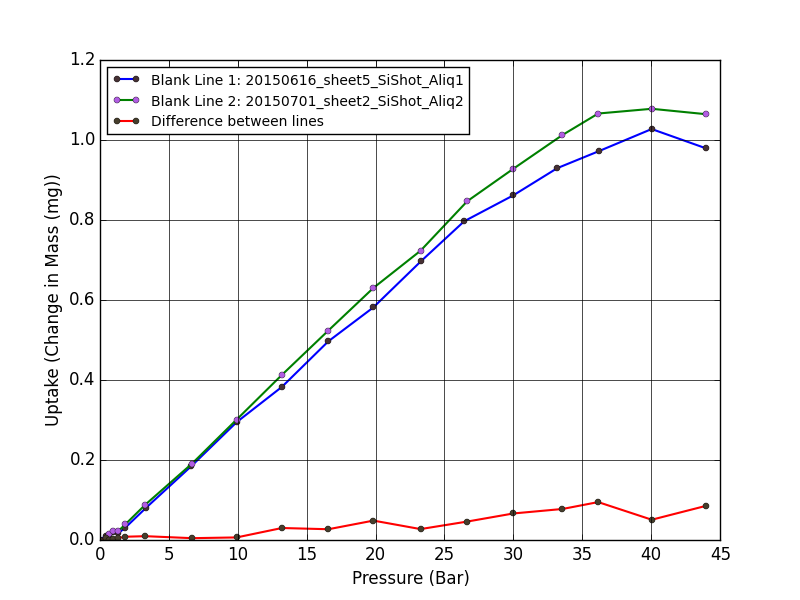 1.2
1.0
0.8
0.6
0.4
0.2
0.0
Blank Line 1: 20150616_sheet5_SiShot_Aliq1
Blank Line 2: 20150701_sheet2_SiShot_Aliq2
Difference between lines
Uptake (Change in Mass (mg))
0 5 10 15 20 25 30 35 40 45
Pressure (Bar)